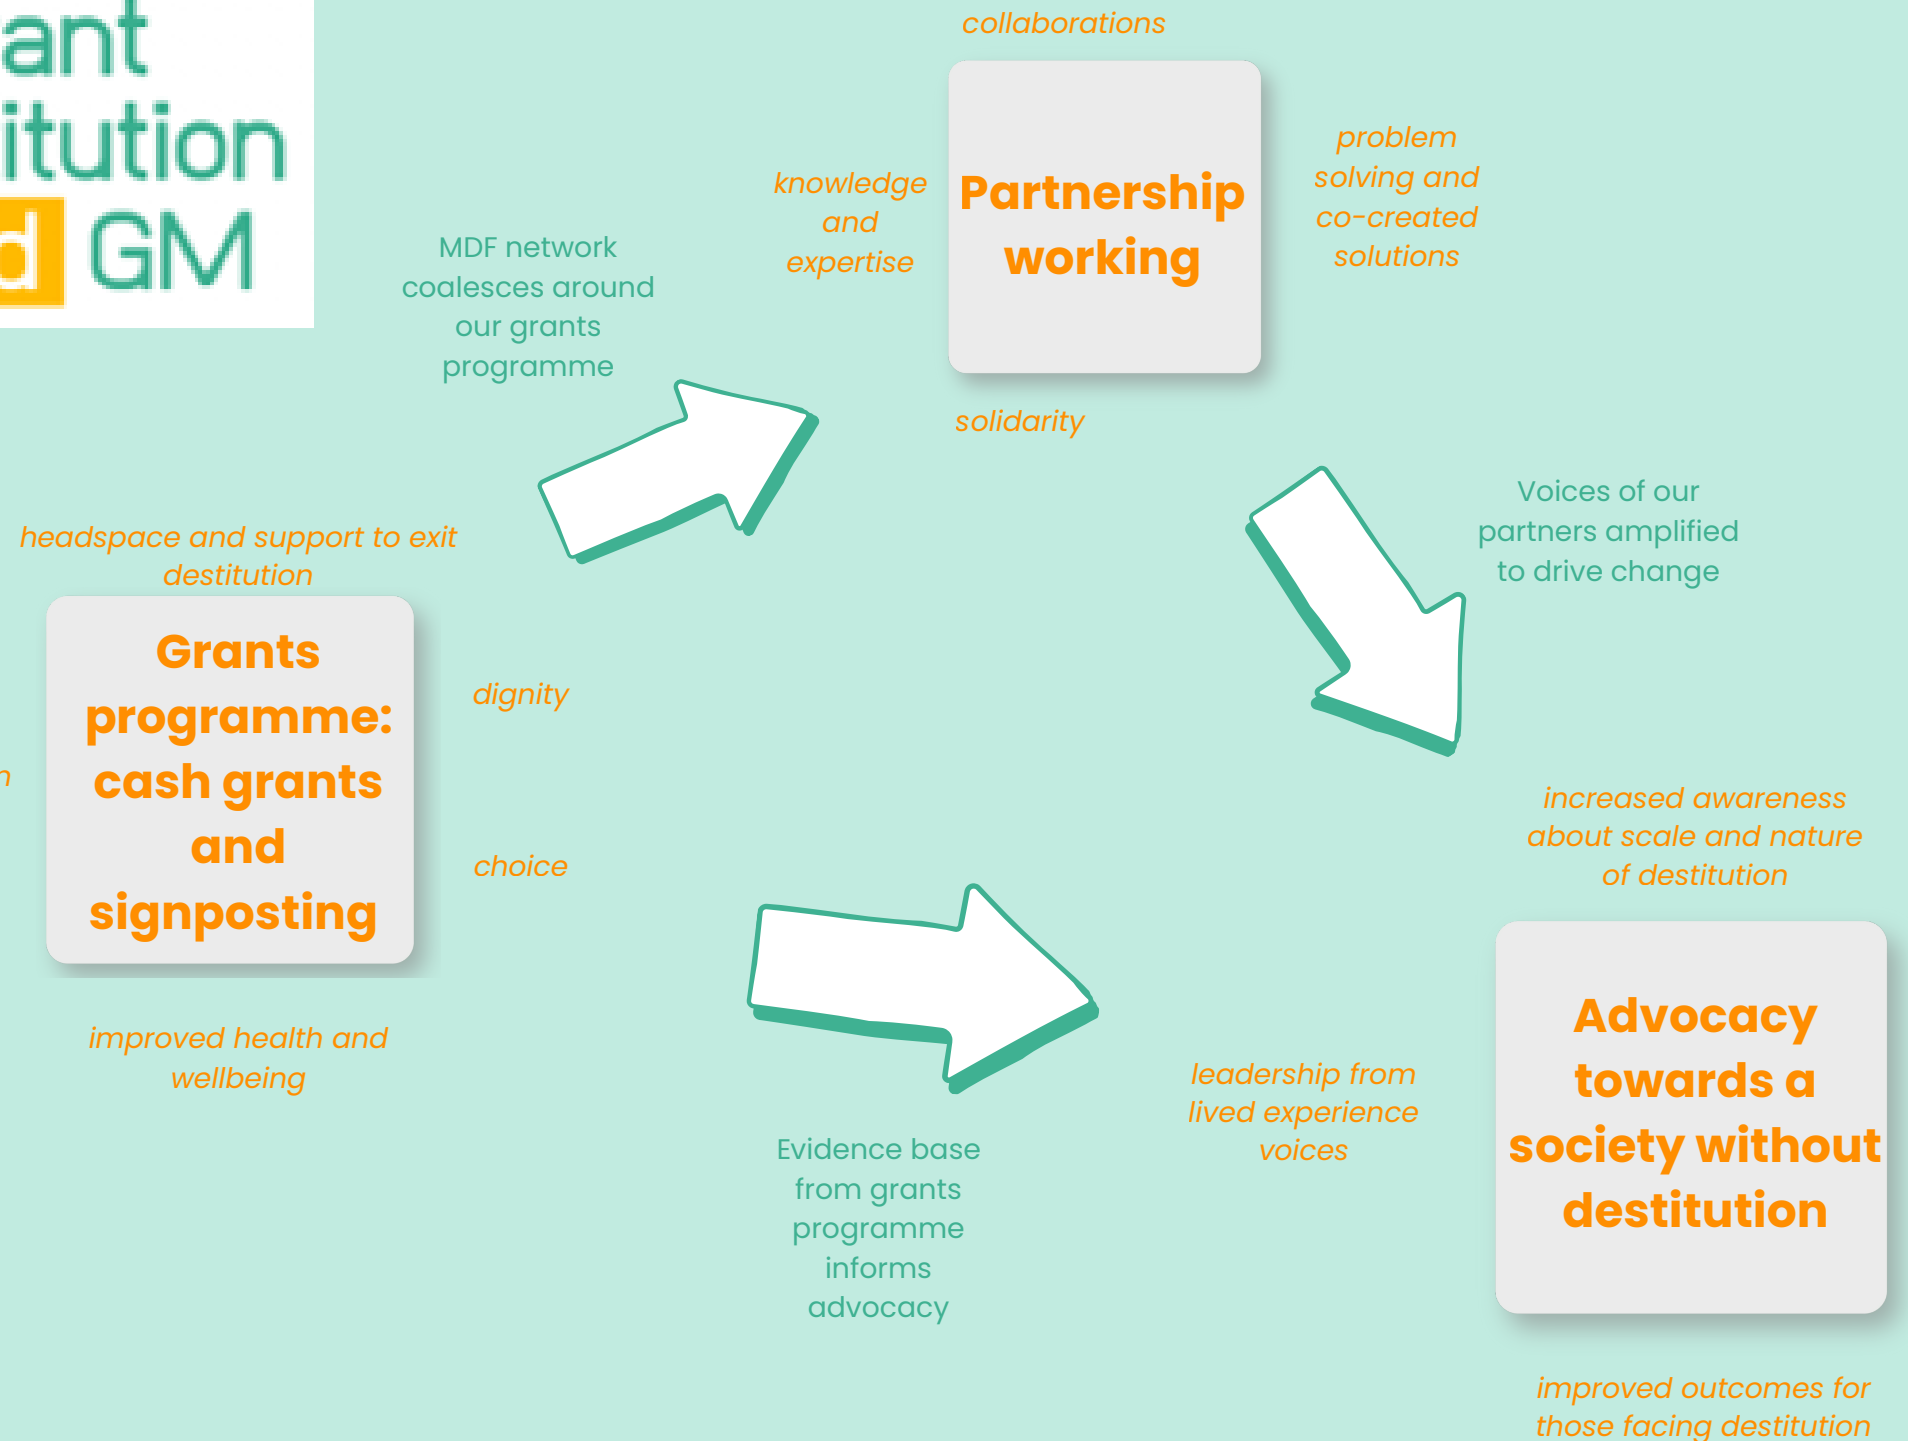 ant
itution
d GM
collaborations
knowledge
and
expertise
Partnership
working
problem
solving and
co-created
solutions
solidarity
MDF network
coalesces around
our grants
programme
Voices of our
partners amplified
to drive change
headspace and support to exit
destitution
Grants
programme:
cash grants
and
signposting
dignity
choice
n
improved health and
wellbeing
Evidence base
from grants
programme
informs
advocacy
increased awareness
about scale and nature
of destitution
leadership from
lived experience
voices
Advocacy
towards a
society without
destitution
improved outcomes for
those facing destitution